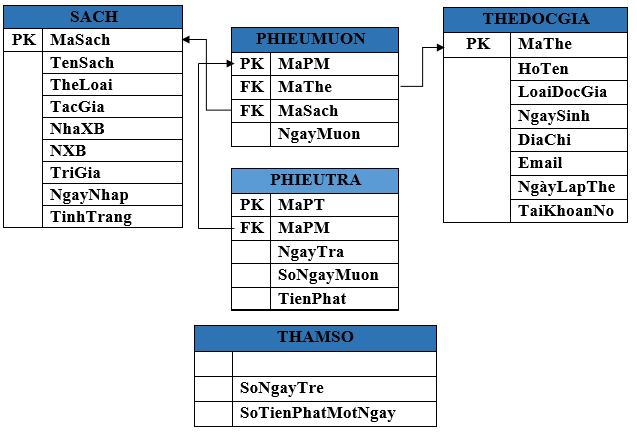 SACH
PK MaSach
TenSach
TheLoai
TacGia
NhaXB
NXB
TriGia
NgayNhap
TinhTrang
PHIEUMUON
PK MaPM
FK MaThe
FK MaSach
NgayMuon
THEDOCGIA
PK MaThe
HoTen
LoaiDocGia
NgaySinh
DiaChi
Email
NgàyLapThe
TaiKhoanNo
PHIEUTRA
PK MaPT
FK MaPM
NgayTra
SoNgayMuon
TienPhat
THAMSO
SoNgayTre
SoTienPhatMotNgay